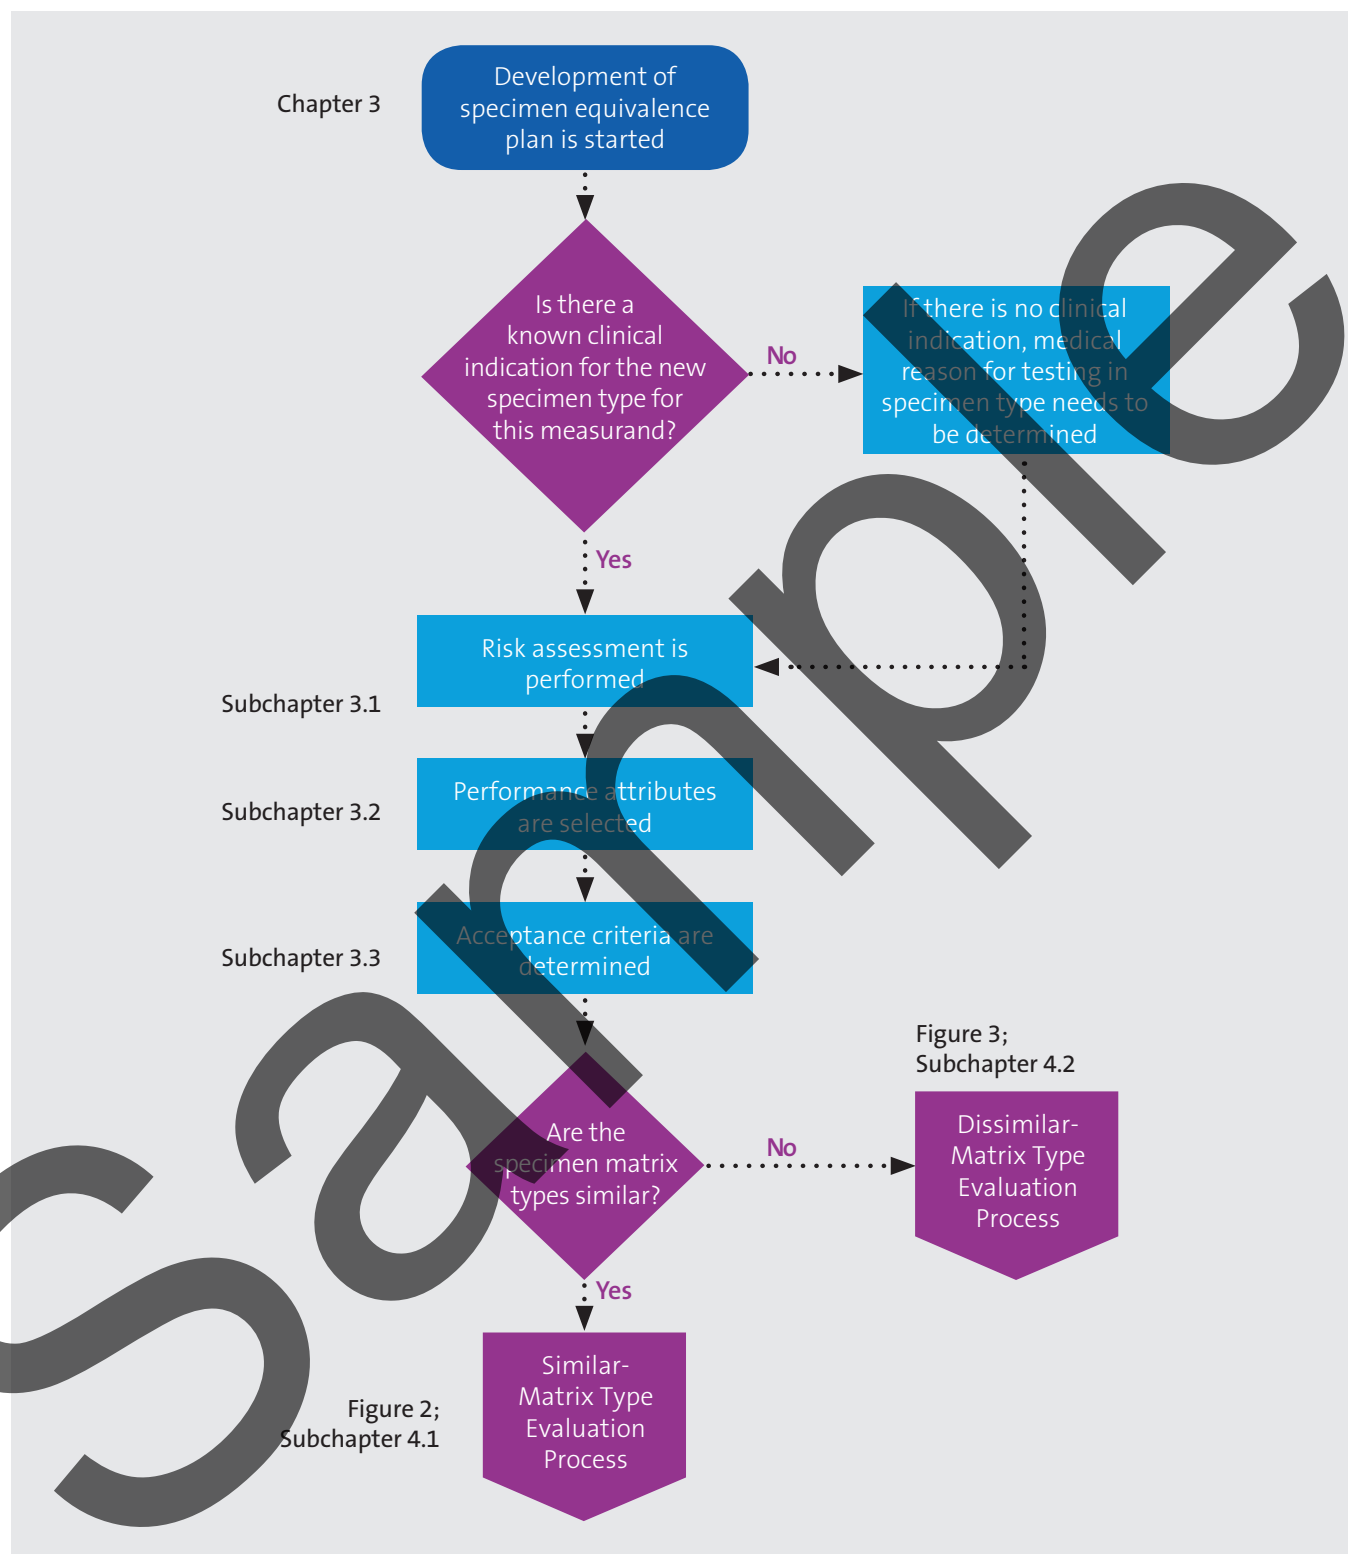 Chapter 3
Development of
specimen equivalence
plan is started
Is there a
known clinical
indication for the new
specimen type for
this measurand?
No
If there is no clinical
indication, medical
reason for testing in
specimen type needs to
be determined
Yes
Risk assessment is
performed
Subchapter 3.1
Performance attributes
are selected
Subchapter 3.2
Acceptance criteria are
determined
Subchapter 3.3
Are the
specimen matrix
types similar?
No
Figure 3;
Subchapter 4.2
Dissimilar-
Matrix Type
Evaluation
Process
Yes
Similar-
Matrix Type
Evaluation
Process
Figure 2;
Subchapter 4.1
Sample